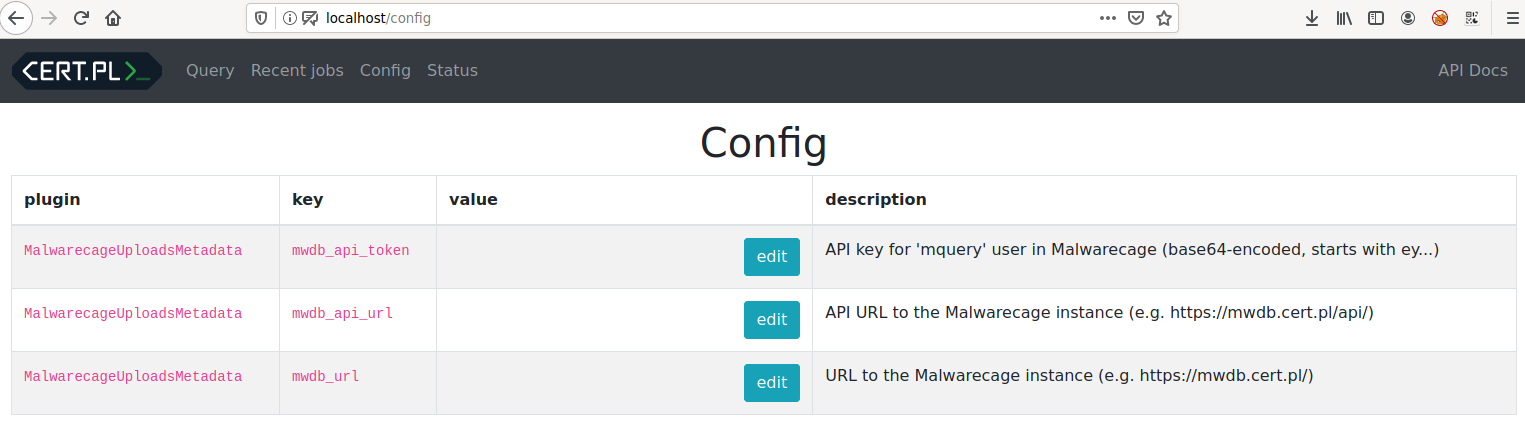 localhost/config
CERT.PL>_ Query Recent jobs Config Status API Docs
Config
plugin key value description
MalwarecageUploadsMetadata mwdb_api_token edit API key for 'mquery' user in Malwarecage (base64-encoded, starts with ey...)
MalwarecageUploadsMetadata mwdb_api_url edit API URL to the Malwarecage instance (e.g. https://mwdb.cert.pl/api/)
MalwarecageUploadsMetadata mwdb_url edit URL to the Malwarecage instance (e.g. https://mwdb.cert.pl/)